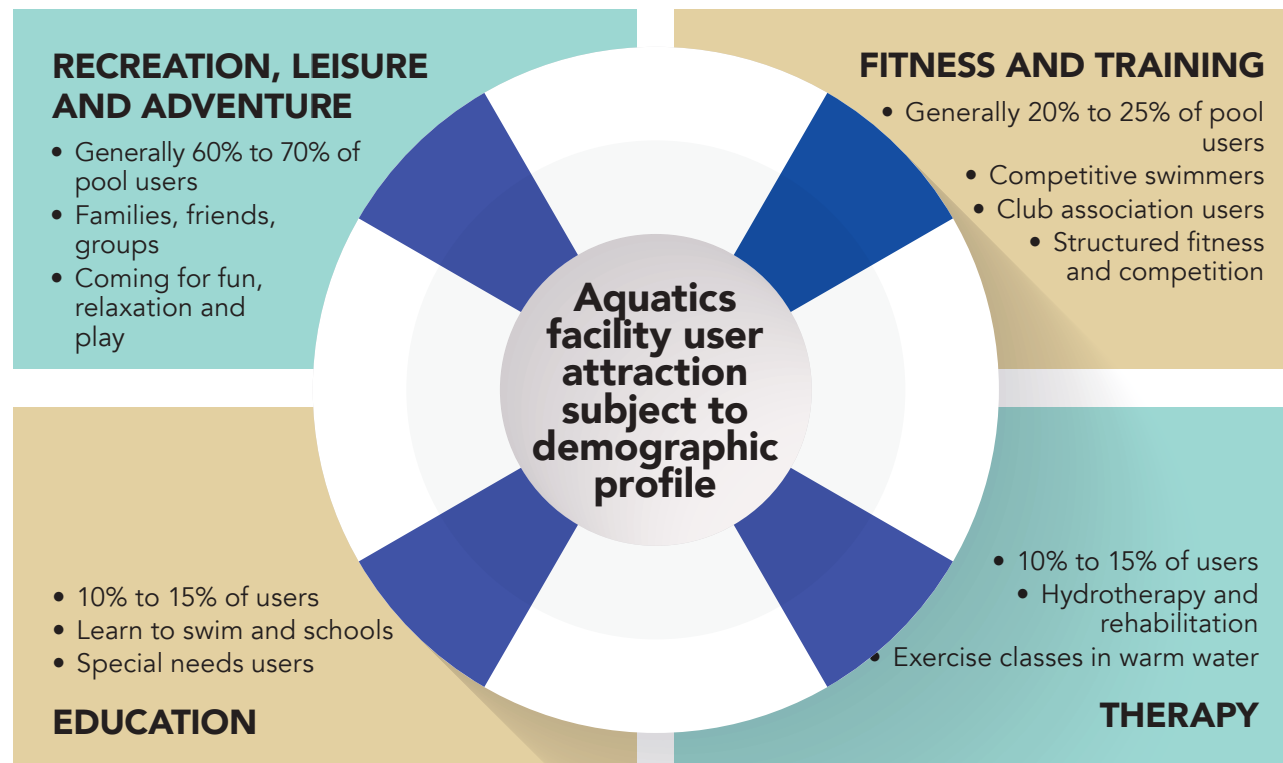 RECREATION, LEISURE
AND ADVENTURE
• Generally 60% to 70% of
pool users
• Families, friends,
groups
• Coming for fun,
relaxation and
play
FITNESS AND TRAINING
• Generally 20% to 25% of pool
users
• Competitive swimmers
• Club association users
• Structured fitness
and competition
Aquatics
facility user
attraction
subject to
demographic
profile
• 10% to 15% of users
• Learn to swim and schools
• Special needs users
EDUCATION
• 10% to 15% of users
• Hydrotherapy and
rehabilitation
• Exercise classes in warm water
THERAPY